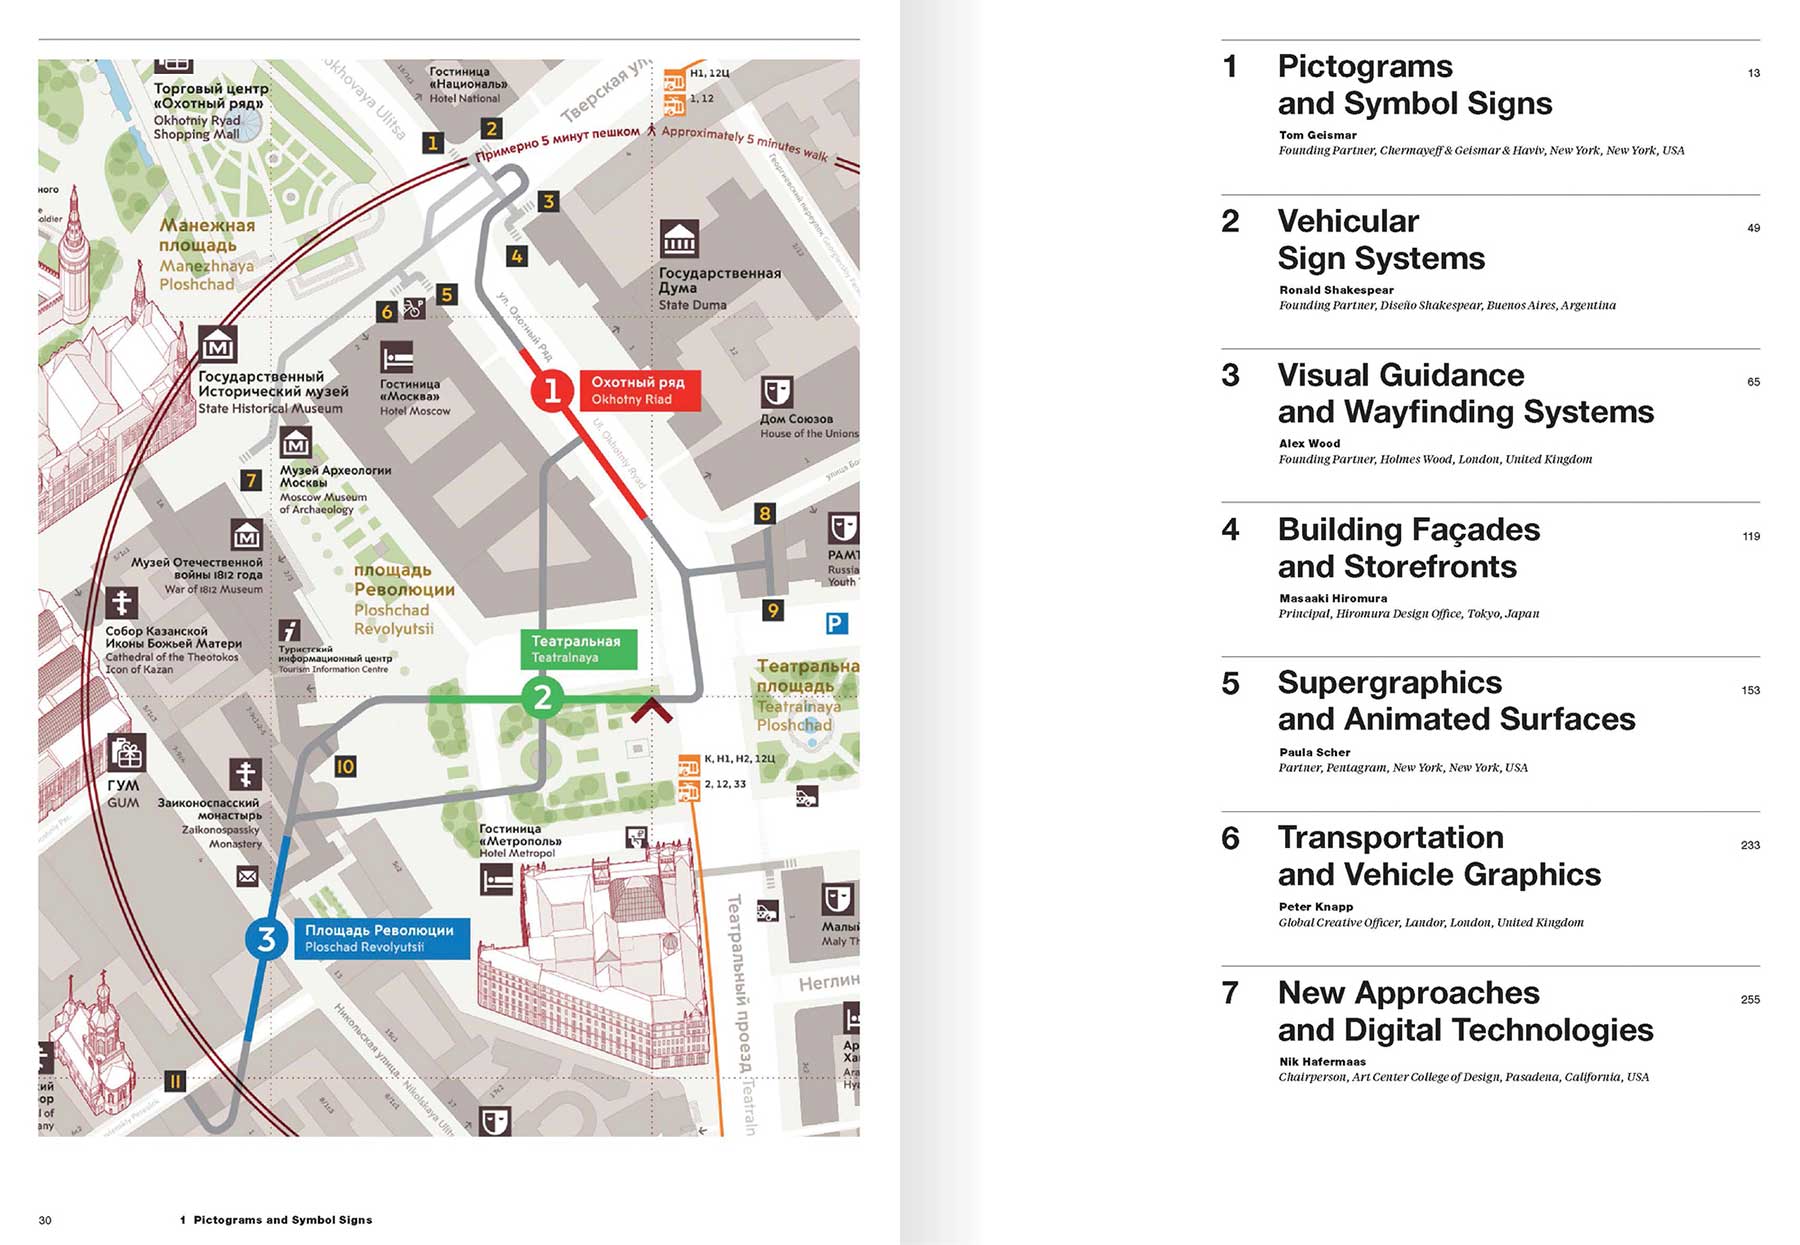 Торговый центр
«Охотный ряд»
Okhotniy Ryad
Shopping Mall
Гостиница
«Националь»
Hotel National
Тверская ул
okhovaya Ulitsa
H1, 12Ц
1, 12
Примерно 5 минут пешком
Approximately 5 minutes walk
1
2
3
4
5
6
P
Георгиевский переулок
Манежная
площадь
Manezhnaya
Ploshchad
Государственная
Дума
State Duma
ул. Охотный Ряд
Ul. Okhotniy Ryad
M
Государственный
Исторический музей
State Historical Museum
Гостиница
«Москва»
Hotel Moscow
1
Охотный ряд
Okhotny Riad
Дом Союзов
House of the Unions
M
Музей Археологии
Москвы
Moscow Museum
of Archaeology
7
8
9
M
Музей Отечественной
войны 1812 года
War of 1812 Museum
РАМТ
Russia
Youth
площадь
Революции
Ploshchad
Revolyutsii
Собор Казанской
Иконы Божьей Матери
Cathedral of the Theotokos
Icon of Kazan
i
Туристский
информационный центр
Tourism Information Centre
P
Театральная
Teatralnaya
2
Театральна
площадь
Teatralnaya
Ploshchad
10
К, H1, H2, 12Ц
2, 12, 33
ГУМ
GUM
Заиконоспасский
монастырь
Zaikonospassky
Monastery
Гостиница
«Метрополь»
Hotel Metropol
3
Площадь Революции
Ploschad Revolyutsii
Малый
Maly Th
Театральный проезд Teatraln
Неглин
Никольская улица Nikolskaya Ulits
11
30
1 Pictograms and Symbol Signs
1 Pictograms 13
and Symbol Signs
Tom Geismar
Founding Partner, Chermayeff & Geismar & Haviv, New York, New York, USA
2 Vehicular 49
Sign Systems
Ronald Shakespear
Founding Partner, Diseño Shakespear, Buenos Aires, Argentina
3 Visual Guidance 65
and Wayfinding Systems
Alex Wood
Founding Partner, Holmes Wood, London, United Kingdom
4 Building Façades 119
and Storefronts
Masaaki Hiromura
Principal, Hiromura Design Office, Tokyo, Japan
5 Supergraphics 153
and Animated Surfaces
Paula Scher
Partner, Pentagram, New York, New York, USA
6 Transportation 233
and Vehicle Graphics
Peter Knapp
Global Creative Officer, Landor, London, United Kingdom
7 New Approaches 255
and Digital Technologies
Nik Hafermaas
Chairperson, Art Center College of Design, Pasadena, California, USA